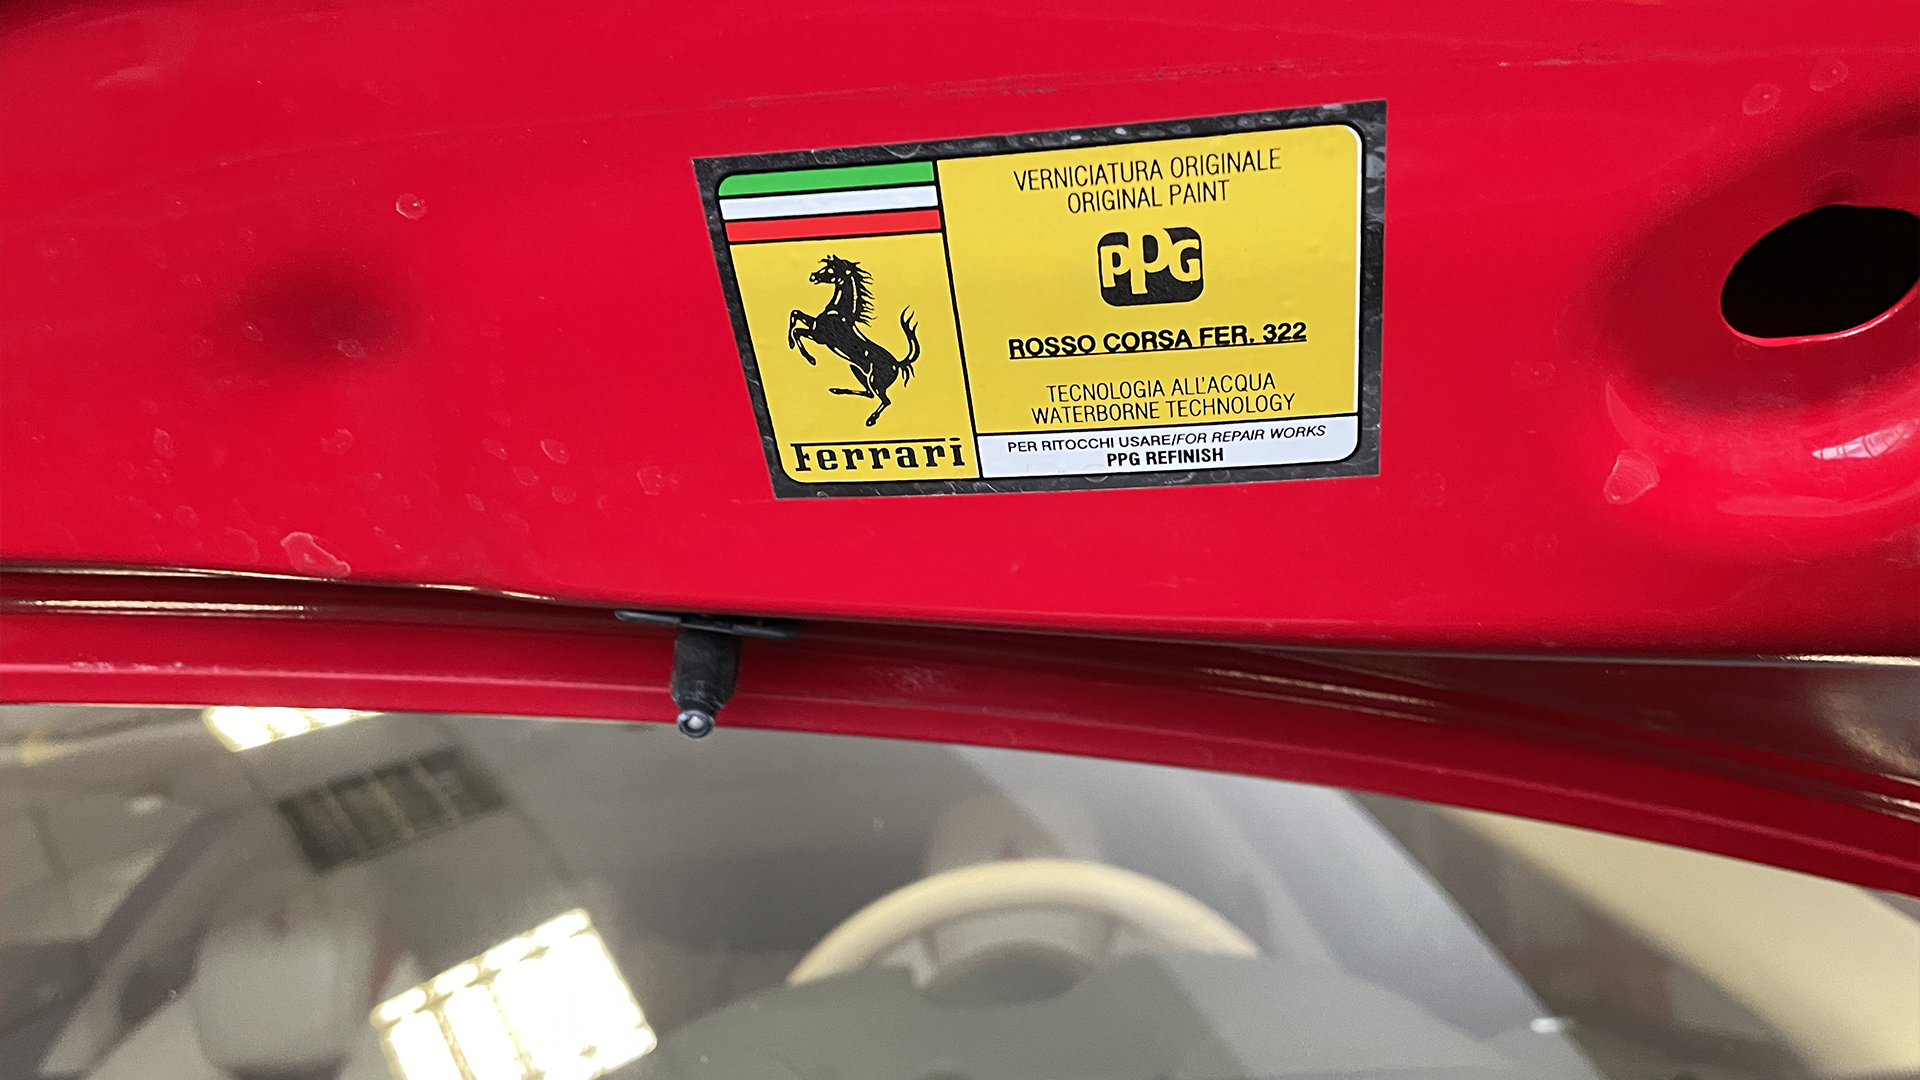 VERNICIATURA ORIGINALE
ORIGINAL PAINT
PPG
ROSSO CORSA FER. 322
TECNOLOGIA ALL'ACQUA
WATERBORNE TECHNOLOGY
Ferrari
PER RITOCCHI USARE/FOR REPAIR WORKS
PPG REFINISH